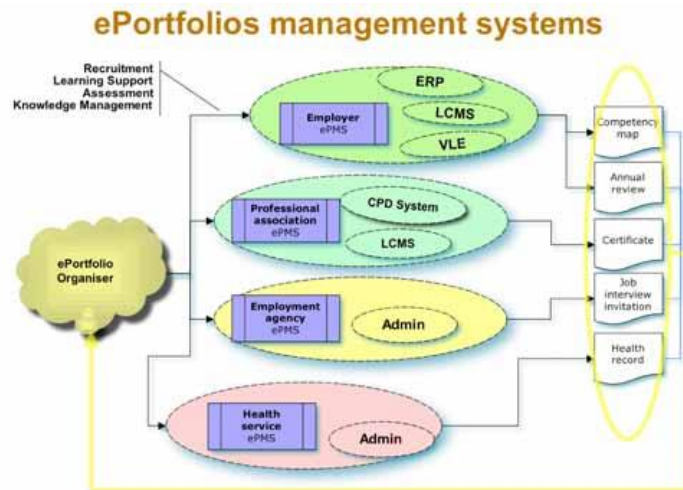 ePortfolios management systems
Recruitment
Learning Support
Assessment
Knowledge Management
ePortfolio
Organiser
Employer
ePMS
ERP
LCMS
VLE
Professional
association
ePMS
CPD System
LCMS
Employment
agency
ePMS
Admin
Health
service
ePMS
Admin
Competency
map
Annual
review
Certificate
Job
interview
invitation
Health
record